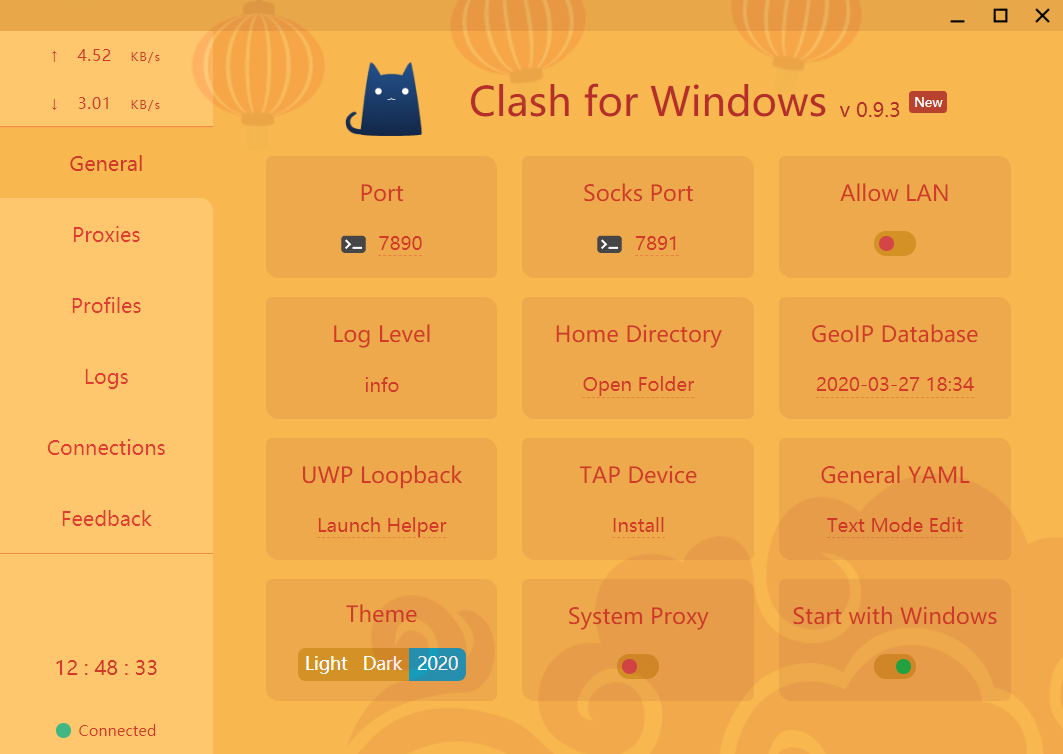 ↑ 4.52 KB/s
↓ 3.01 KB/s
General
Proxies
Profiles
Logs
Connections
Feedback
12 : 48 : 33
Connected
Clash for Windows v 0.9.3 New
Port
7890
Socks Port
7891
Allow LAN
Log Level
info
Home Directory
Open Folder
GeoIP Database
2020-03-27 18:34
UWP Loopback
Launch Helper
TAP Device
Install
General YAML
Text Mode Edit
Theme
Light Dark 2020
System Proxy
Start with Windows